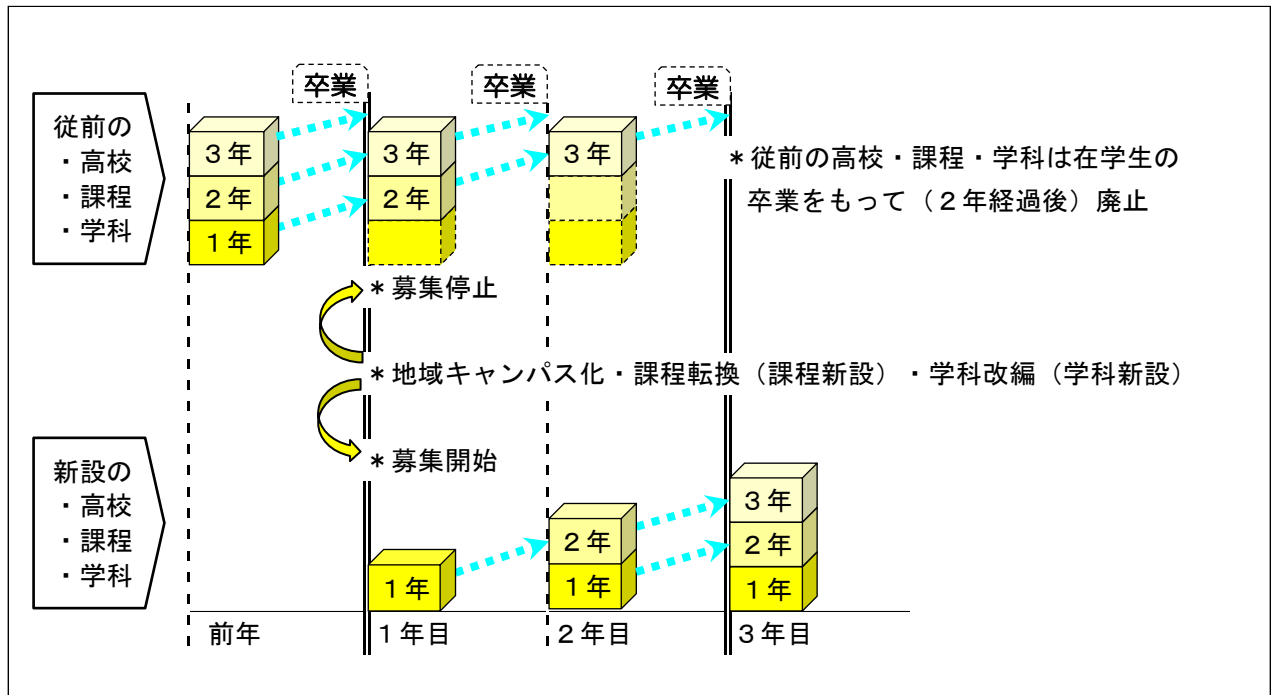 卒業
卒業
卒業
従前の
・高校
・課程
・学科
3年
2年
1年
3年
2年
3年
*従前の高校・課程・学科は在学生の
卒業をもって(2年経過後)廃止
*募集停止
*地域キャンパス化・課程転換(課程新設)・学科改編(学科新設)
*募集開始
新設の
・高校
・課程
・学科
1年
2年
1年
3年
2年
1年
前年
1年目
2年目
3年目